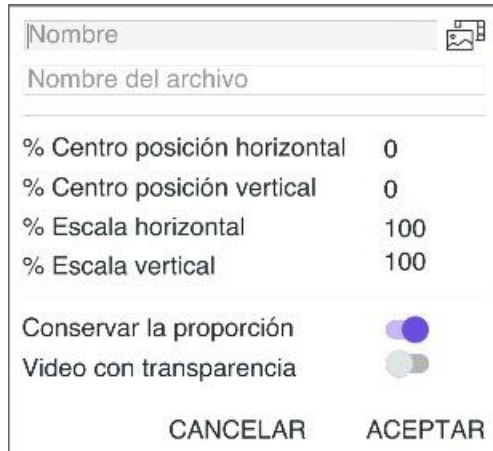 Nombre
Nombre del archivo
% Centro posición horizontal 0
% Centro posición vertical 0
% Escala horizontal 100
% Escala vertical 100
Conservar la proporción
Video con transparencia
CANCELAR ACEPTAR